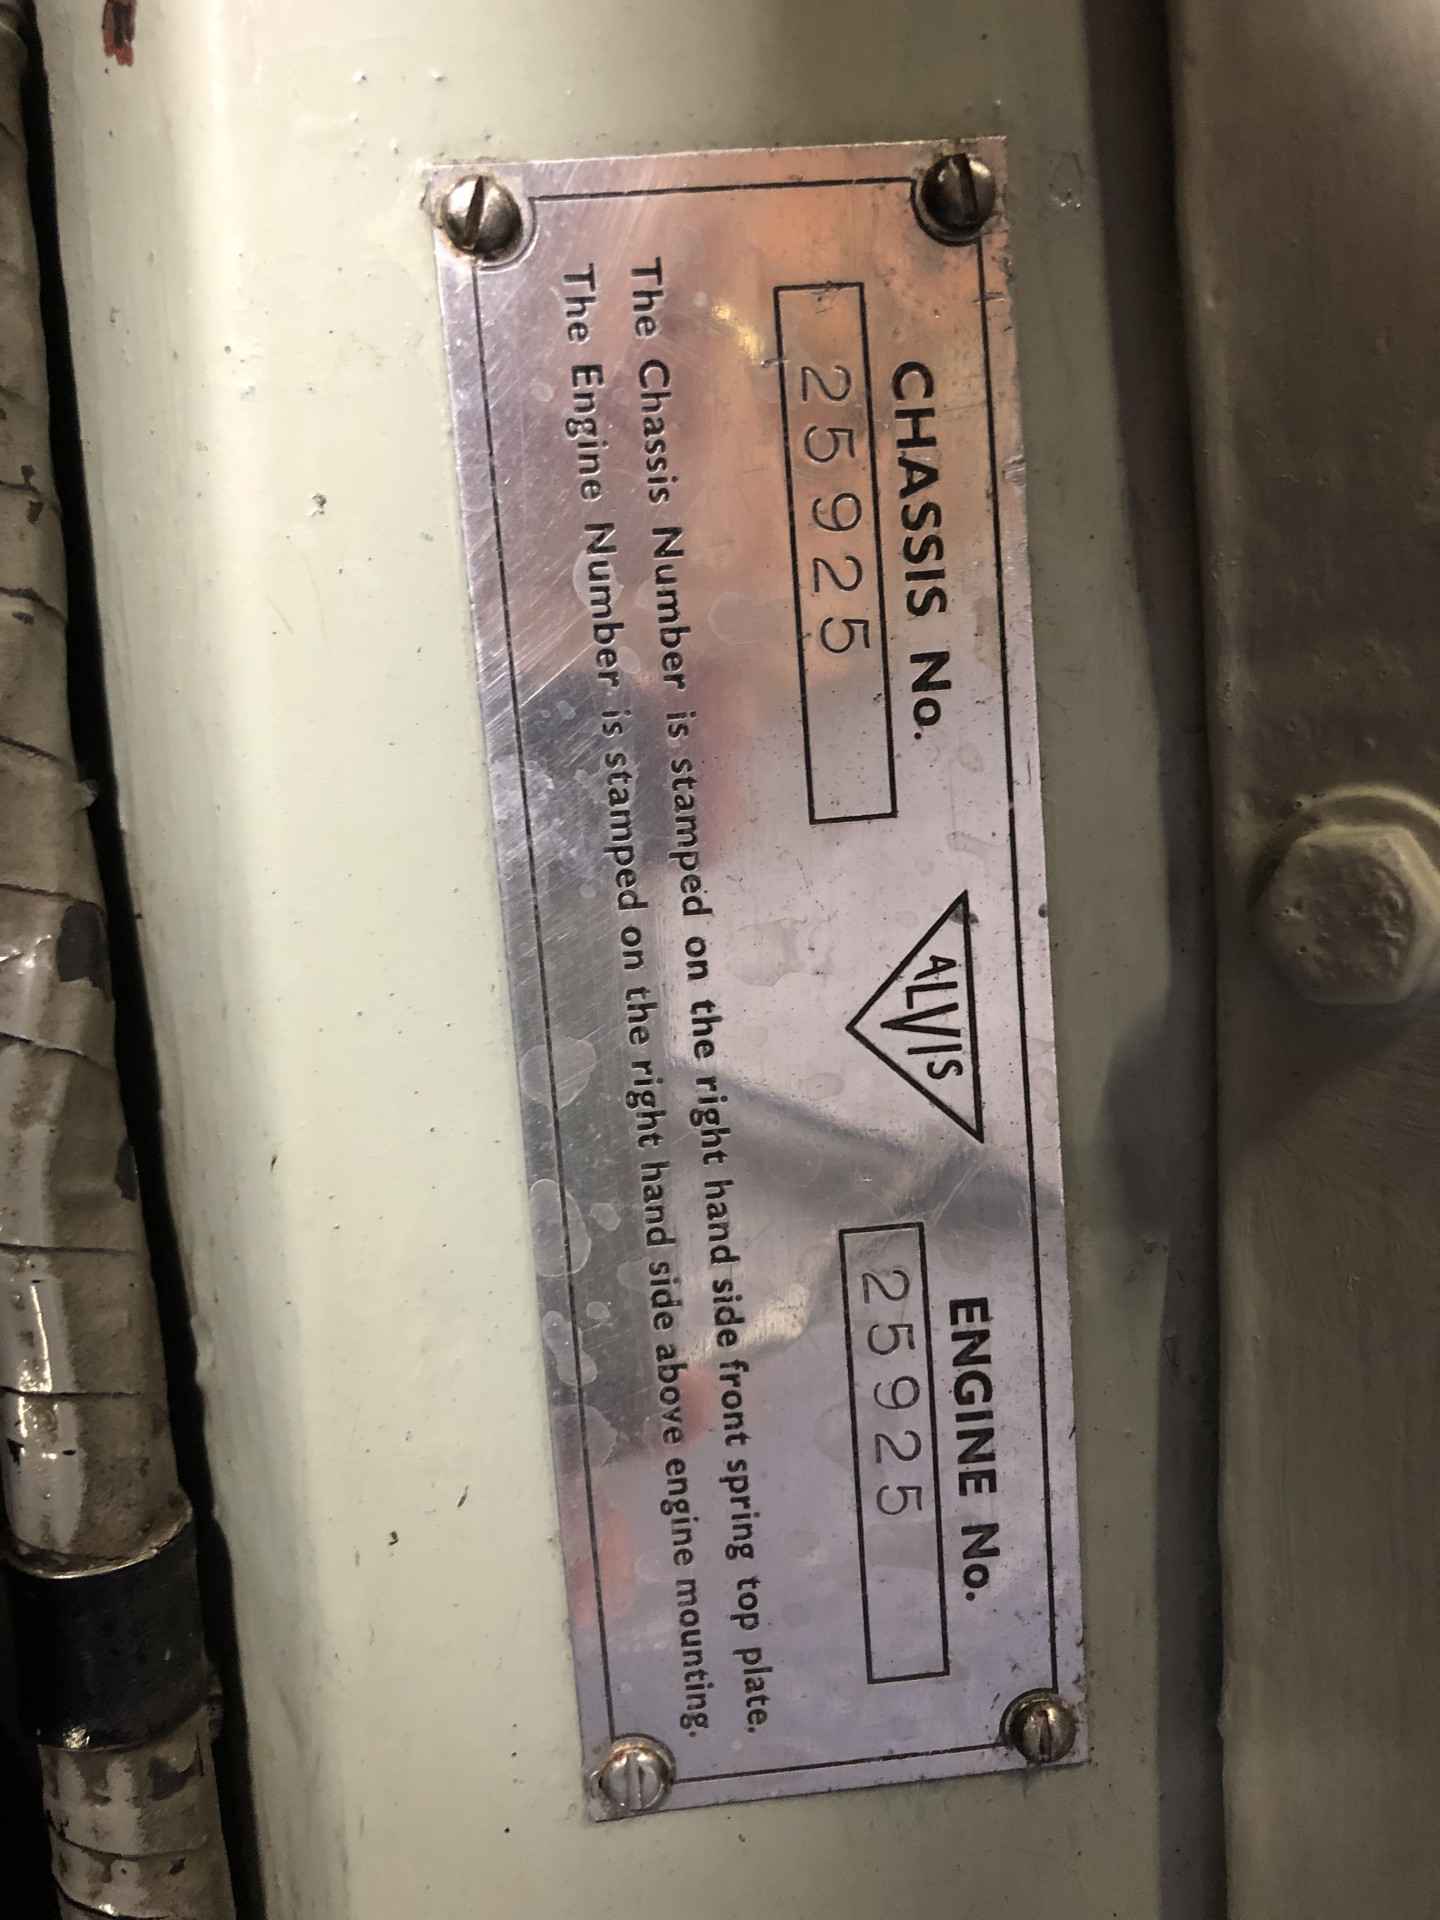 CHASSIS No.
25925
ALVIS
ENGINE No.
25925
The Chassis Number is stamped on the right hand side front spring top plate.
The Engine Number is stamped on the right hand side above engine mounting.